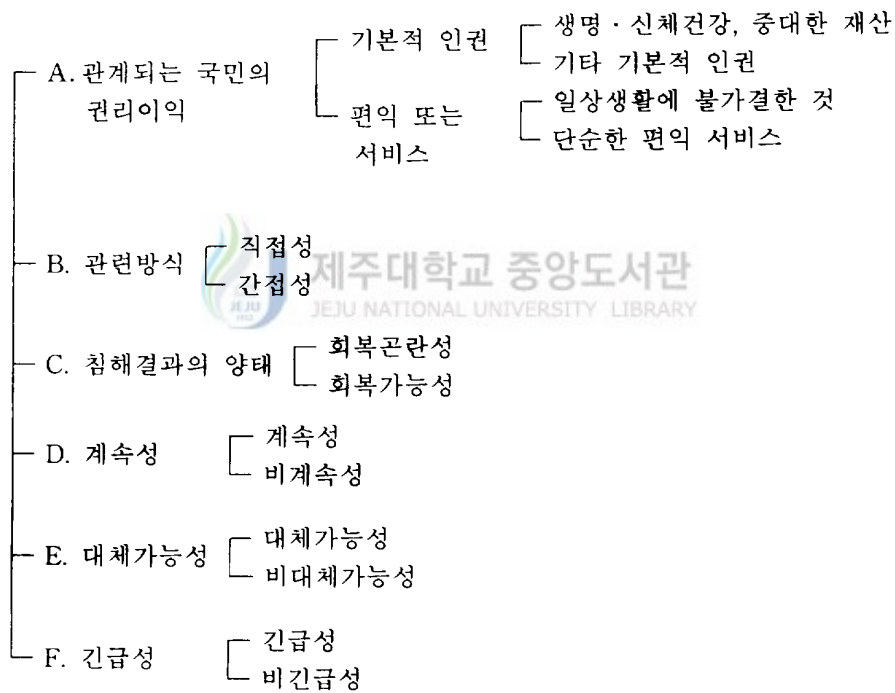 기본적 인권
생명·신체건강, 중대한 재산
기타 기본적 인권
A. 관계되는 국민의
권리이익
편익 또는
서비스
일상생활에 불가결한 것
단순한 편익 서비스
B. 관련방식
직접성
간접성
제주대학교 중앙도서관
JEJU NATIONAL UNIVERSITY LIBRARY
JEJU
1952
C. 침해결과의 양태
회복곤란성
회복가능성
D. 계속성
계속성
비계속성
E. 대체가능성
대체가능성
비대체가능성
F. 긴급성
긴급성
비긴급성